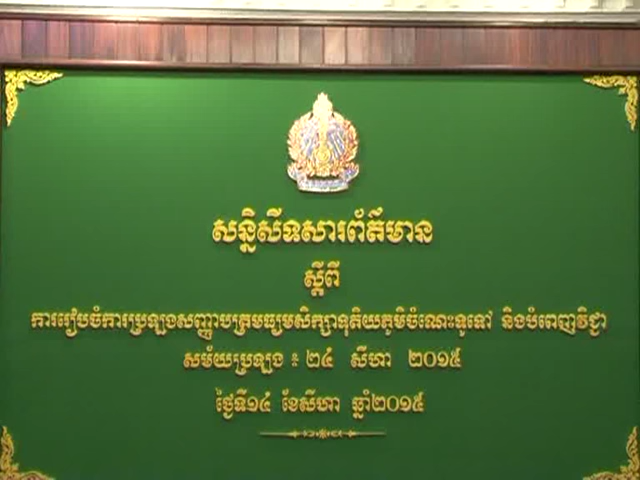 សន្និសីទសារព័ត៌មាន
ស្តីពី
ការរៀបចំការប្រឡងសញ្ញាបត្រមធ្យមសិក្សាទុតិយភូមិចំណេះទូទៅ និងបំពេញវិជ្ជា
សម័យប្រឡង ៖ ២៤ សីហា ២០១៥
ថ្ងៃទី១៤ ខែសីហា ឆ្នាំ២០១៥